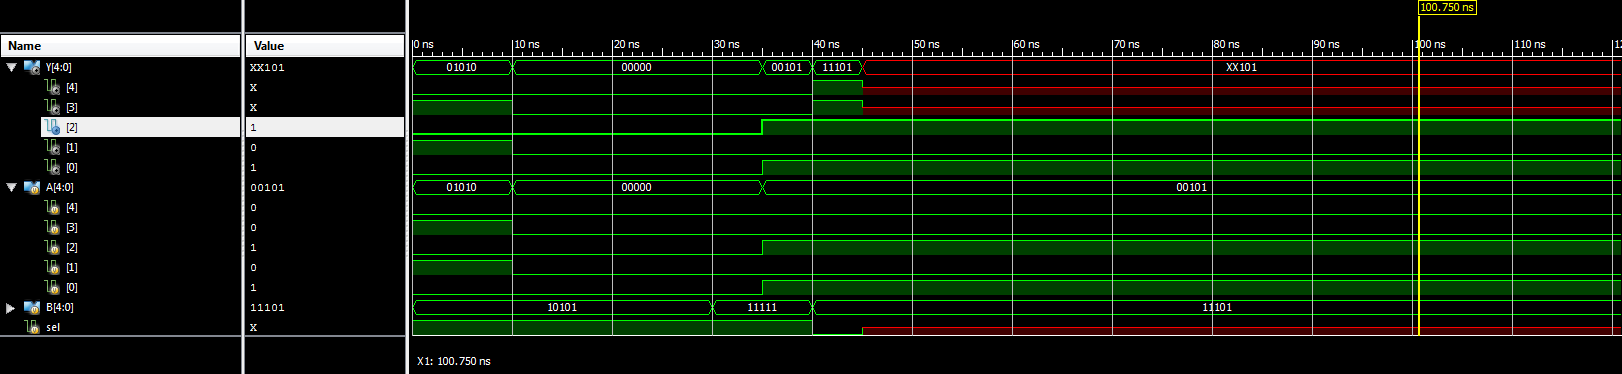 100.750 ns
Name Value 0 ns 10 ns 20 ns 30 ns 40 ns 50 ns 60 ns 70 ns 80 ns 90 ns 100 ns 110 ns 12
Y[4:0] XX101 01010 00000 00101 11101 XX101
[4] X
[3] X
[2] 1
[1] 0
[0] 1
A[4:0] 00101 01010 00000 00101
[4] 0
[3] 0
[2] 1
[1] 0
[0] 1
B[4:0] 11101 10101 11111 11101
sel X
X1: 100.750 ns